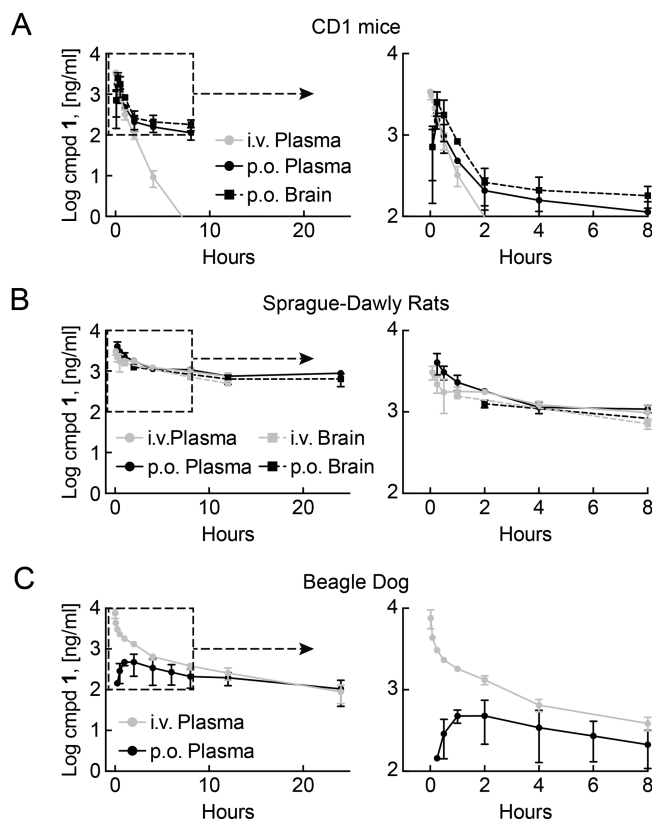 A
CD1 mice
Log cmpd 1, [ng/ml]
4
3
2
1
0
i.v. Plasma
p.o. Plasma
p.o. Brain
0 10 20
Hours
4
3
2
0 2 4 6 8
Hours
B
Sprague-Dawly Rats
Log cmpd 1, [ng/ml]
4
3
2
1
0
i.v.Plasma i.v. Brain
p.o. Plasma p.o. Brain
0 10 20
Hours
4
3
2
0 2 4 6 8
Hours
C
Beagle Dog
Log cmpd 1, [ng/ml]
4
3
2
1
0
i.v. Plasma
p.o. Plasma
0 10 20
Hours
4
3
2
0 2 4 6 8
Hours